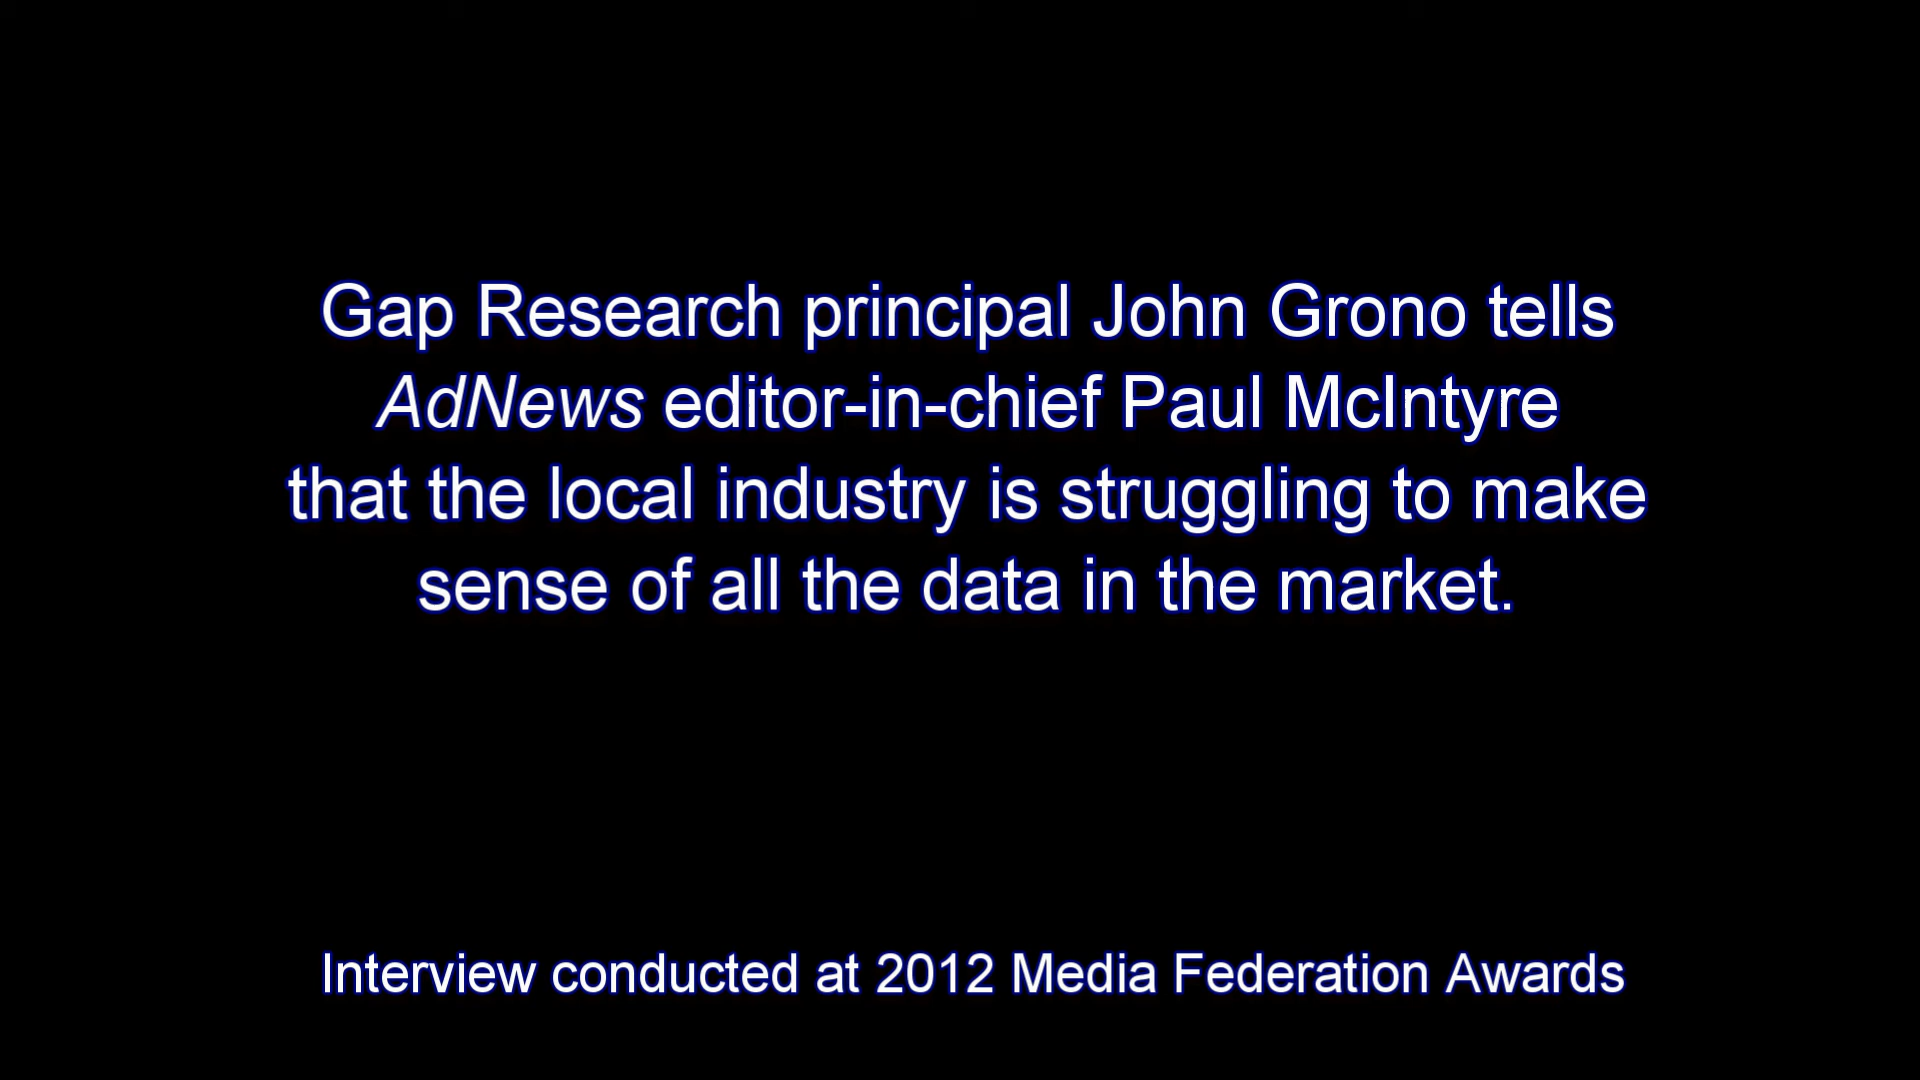 Gap Research principal John Grono tells
AdNews editor-in-chief Paul McIntyre
that the local industry is struggling to make
sense of all the data in the market.
Interview conducted at 2012 Media Federation Awards